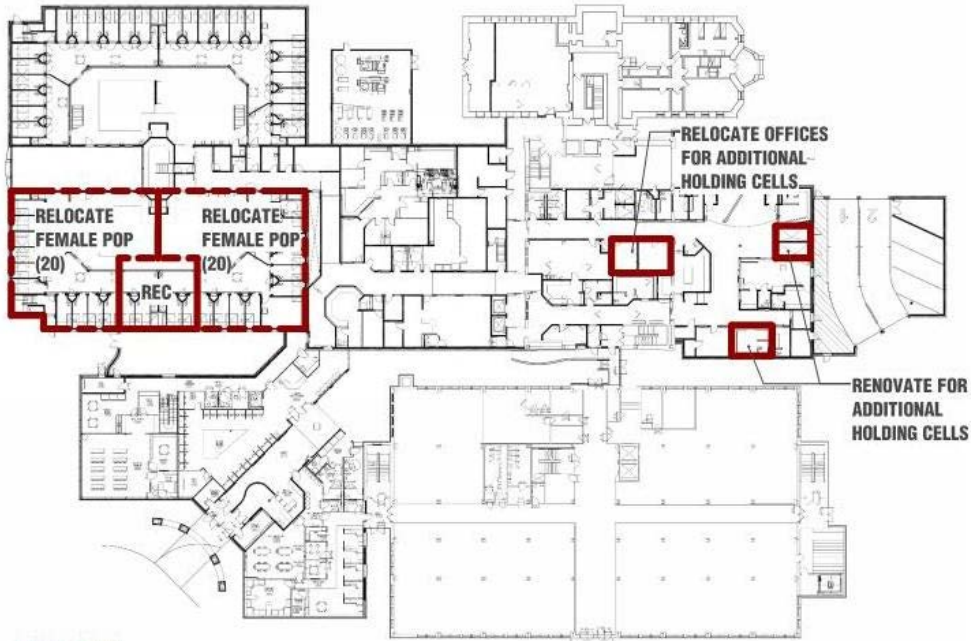 RELOCATE OFFICES
FOR ADDITIONAL
HOLDING CELLS
RELOCATE
FEMALE POP
(20)
RELOCATE
FEMALE POP
(20)
REC
RENOVATE FOR
ADDITIONAL
HOLDING CELLS